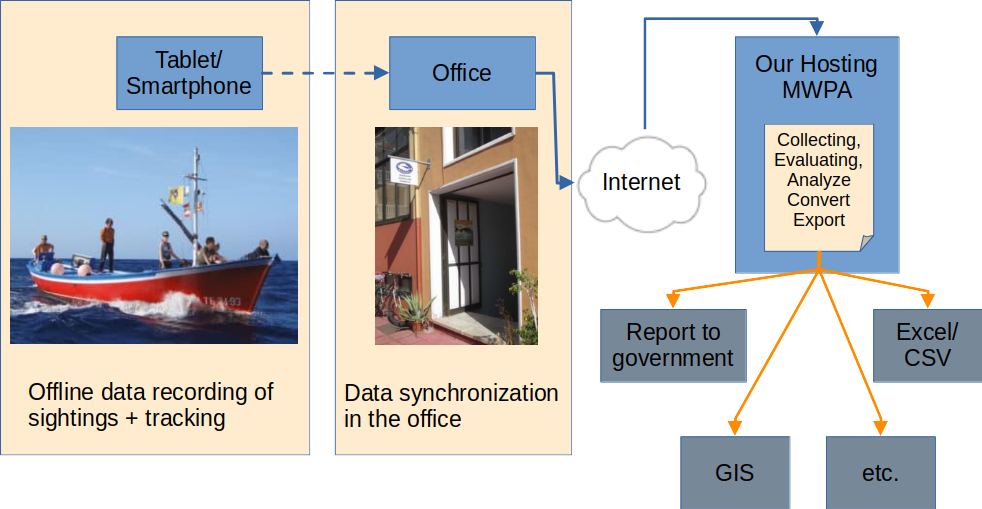 Tablet/
Smartphone
Offline data recording of
sightings + tracking
Office
Data synchronization
in the office
Internet
Our Hosting
MWPA
Collecting,
Evaluating,
Analyze
Convert
Export
Report to
government
Excel/
CSV
GIS
etc.